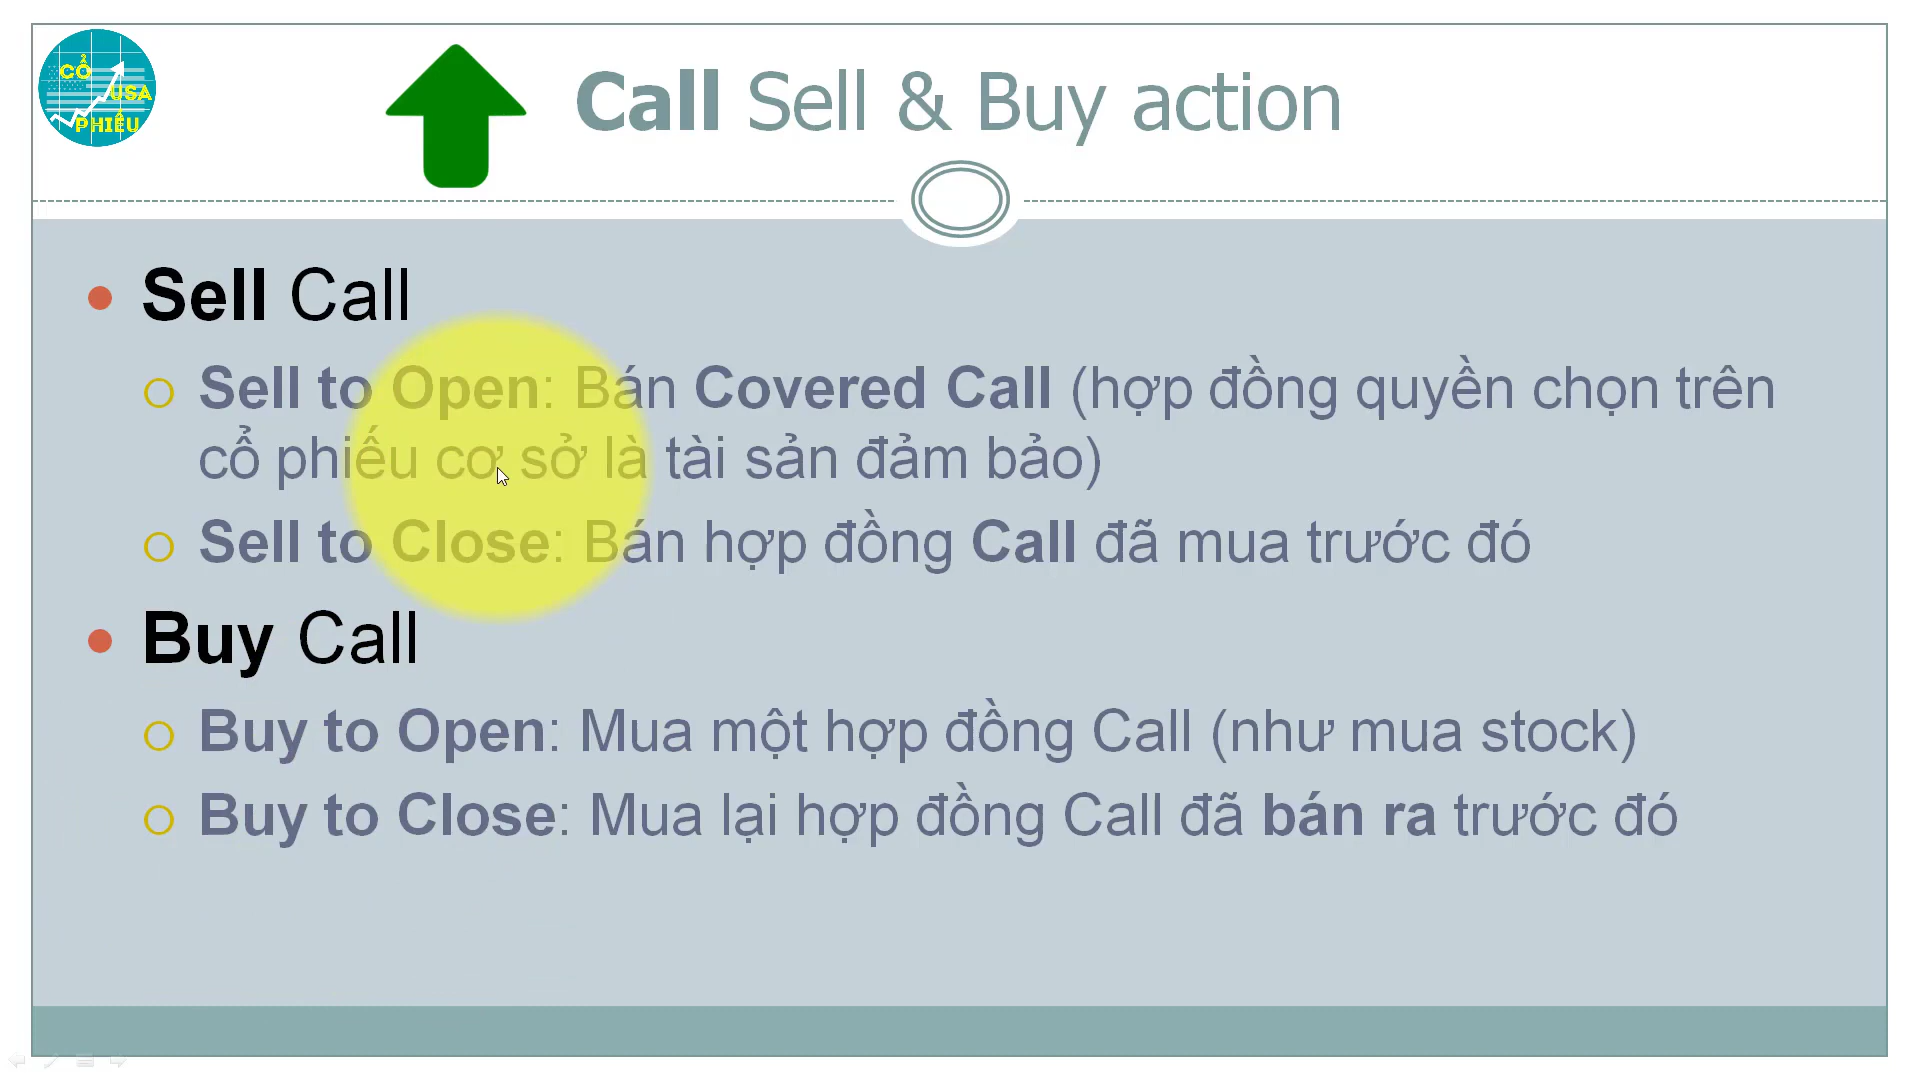 CỔ
USA
PHIẾU
Call Sell & Buy action
Sell Call
Sell to Open: Bán Covered Call (hợp đồng quyền chọn trên
cổ phiếu cơ sở là tài sản đảm bảo)
Sell to Close: Bán hợp đồng Call đã mua trước đó
Buy Call
Buy to Open: Mua một hợp đồng Call (như mua stock)
Buy to Close: Mua lại hợp đồng Call đã bán ra trước đó